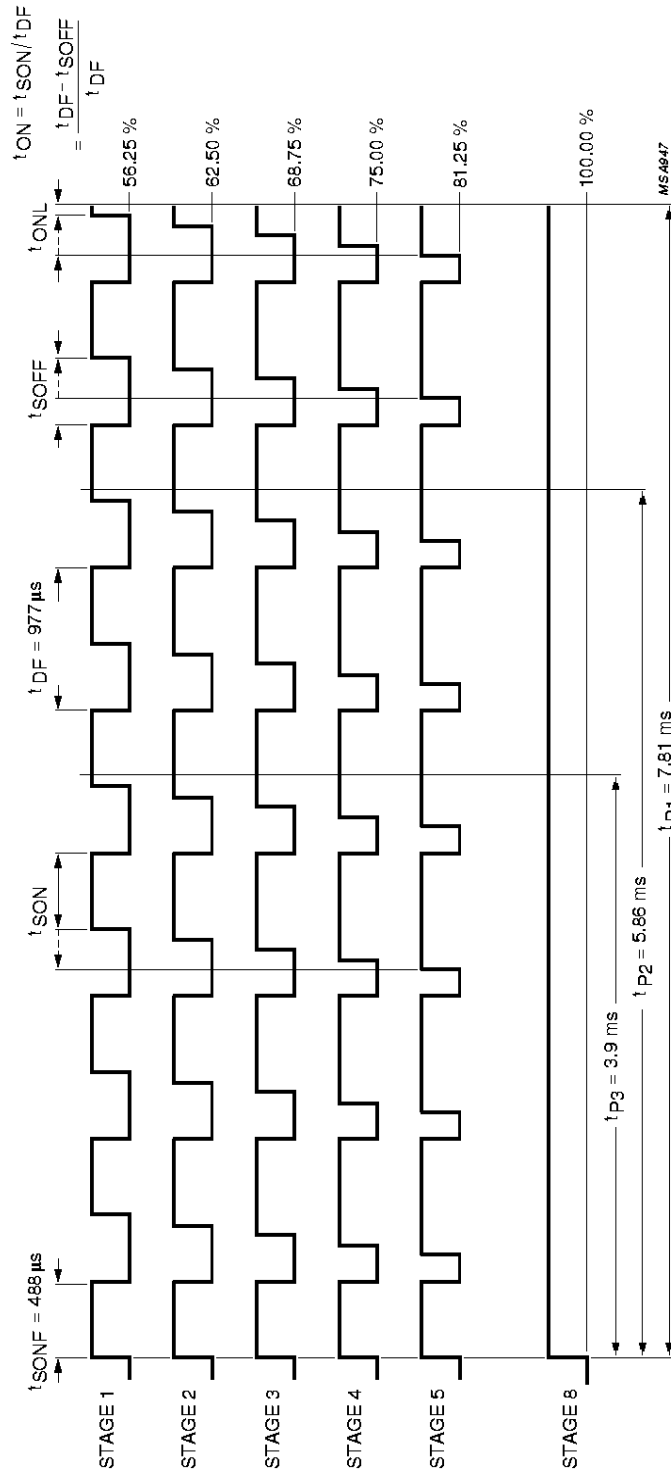 t ON = t SON / t DF
= t DF - t SOFF
t DF
t SONF = 488 µs
t SON
t DF = 977 µs
t SOFF
t ONL
STAGE 1
56.25 %
STAGE 2
62.50 %
STAGE 3
68.75 %
STAGE 4
75.00 %
STAGE 5
81.25 %
STAGE 8
100.00 %
t P3 = 3.9 ms
t P2 = 5.86 ms
t P1 = 7.81 ms
MSA947